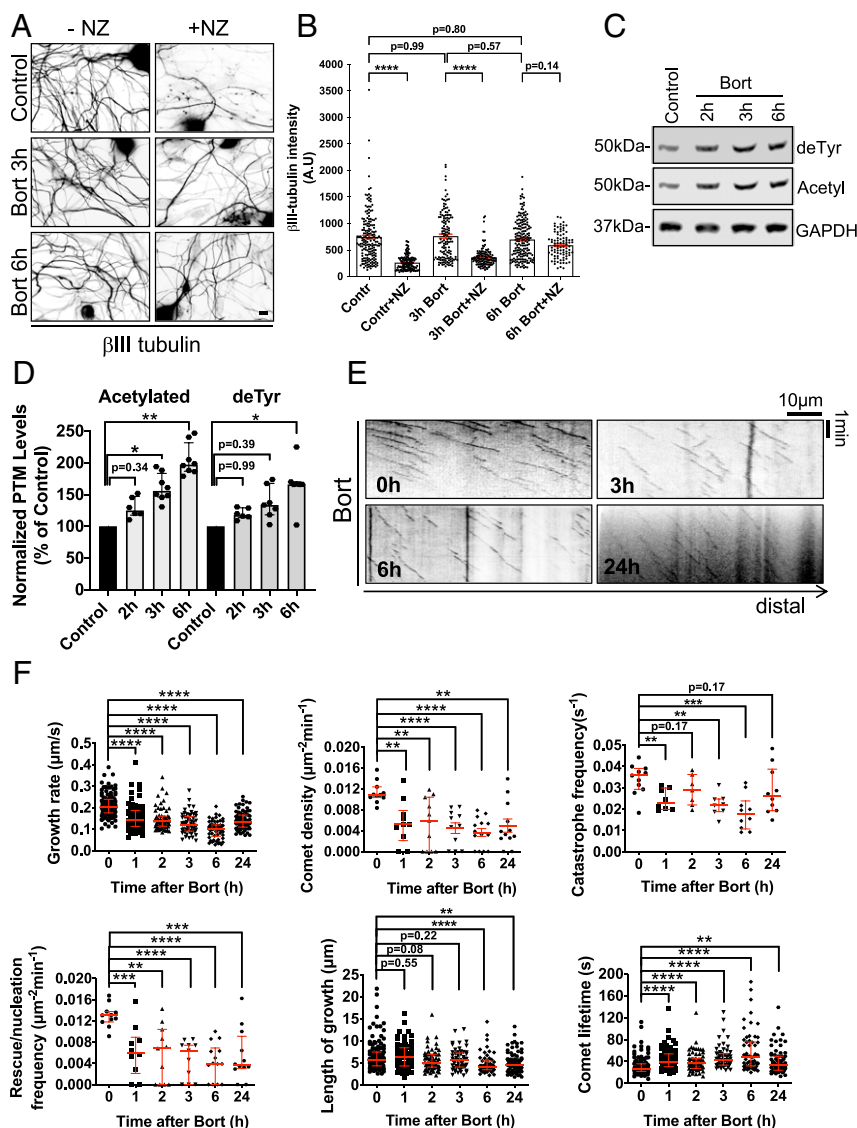 A
- NZ
+NZ
Control
Bort 3h
Bort 6h
βIII tubulin
B
βIII-tubulin intensity
(A.U)
p=0.80
p=0.99
p=0.57
****
****
p=0.14
4000
3500
3000
2500
2000
1500
1000
500
0
Contr
Contr+NZ
3h Bort
3h Bort+NZ
6h Bort
6h Bort+NZ
C
Control
Bort
2h
3h
6h
50kDa-
deTyr
50kDa-
Acetyl
37kDa-
GAPDH
D
Normalized PTM Levels
(% of Control)
Acetylated
deTyr
**
*
*
p=0.39
p=0.34
p=0.99
250
200
150
100
50
0
Control
2h
3h
6h
Control
2h
3h
6h
E
10µm
1min
Bort
0h
3h
6h
24h
distal
F
Growth rate (µm/s)
****
****
****
****
****
0.5
0.4
0.3
0.2
0.1
0.0
0 1 2 3 6 24
Time after Bort (h)
Comet density (µm⁻²min⁻¹)
**
****
****
**
**
0.016
0.012
0.008
0.004
0.000
0 1 2 3 6 24
Time after Bort (h)
Catastrophe frequency(s⁻¹)
p=0.17
***
**
p=0.17
**
0.05
0.04
0.03
0.02
0.01
0.00
0 1 2 3 6 24
Time after Bort (h)
Rescue/nucleation
frequency (µm⁻²min⁻¹)
***
****
****
**
***
0.016
0.012
0.008
0.004
0.000
0 1 2 3 6 24
Time after Bort (h)
Length of growth (µm)
**
****
p=0.22
p=0.08
p=0.55
25
20
15
10
5
0
0 1 2 3 6 24
Time after Bort (h)
Comet lifetime (s)
**
****
****
****
****
200
160
120
80
40
0
0 1 2 3 6 24
Time after Bort (h)